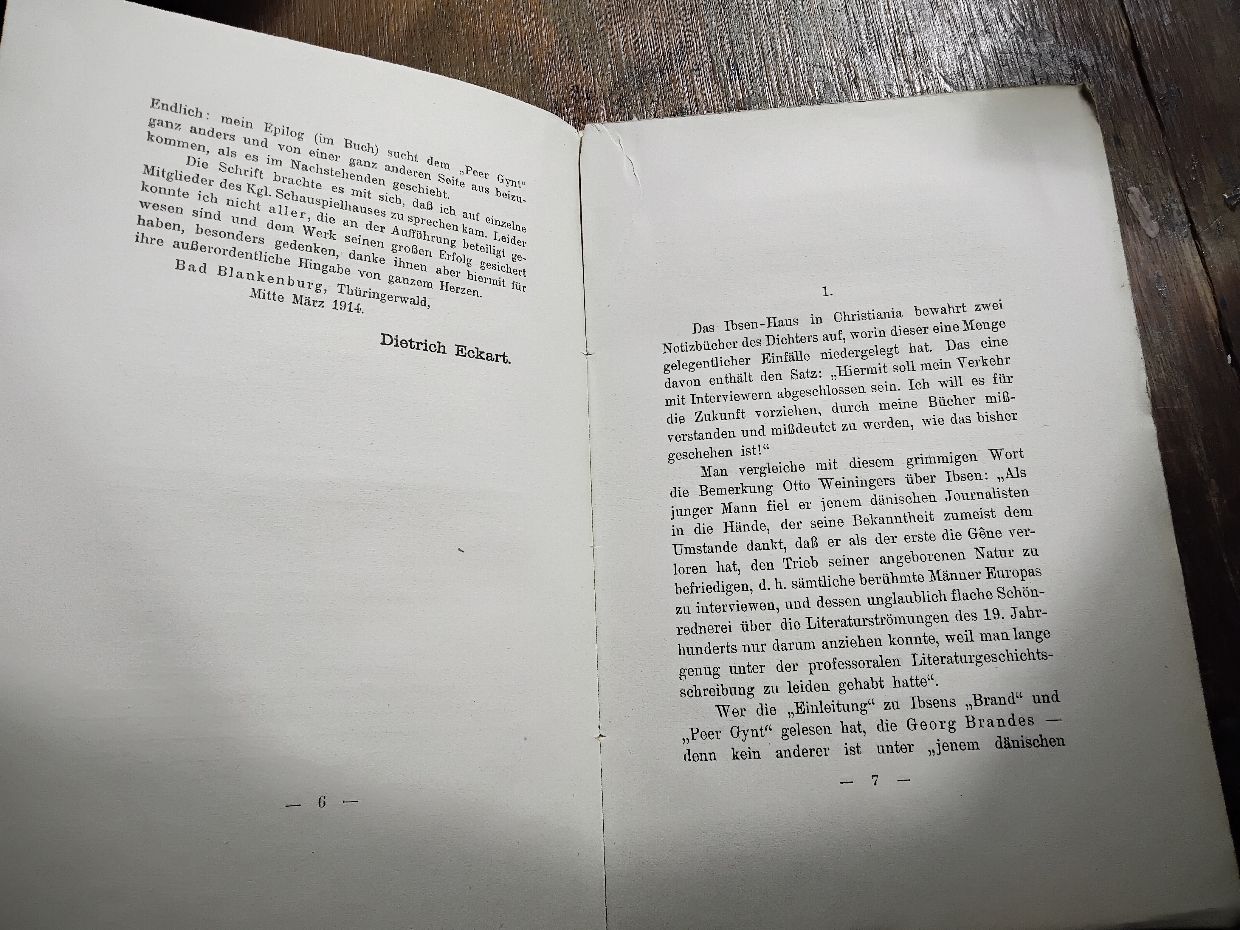 Endlich: mein Epilog (im Buch) sucht dem „Peer Gynt“
ganz anders und von einer ganz anderen Seite aus beizu-
kommen, als es im Nachstehenden geschieht.
Die Schrift brachte es mit sich, daß ich auf einzelne
Mitglieder des Kgl. Schauspielhauses zu sprechen kam. Leider
konnte ich nicht aller, die an der Aufführung beteiligt ge-
wesen sind und dem Werk seinen großen Erfolg gesichert
haben, besonders gedenken, danke ihnen aber hiermit für
ihre außerordentliche Hingabe von ganzem Herzen.
Bad Blankenburg, Thüringerwald,
Mitte März 1914.
Dietrich Eckart.
— 6 —
1.
Das Ibsen-Haus in Christiania bewahrt zwei
Notizbücher des Dichters auf, worin dieser eine Menge
gelegentlicher Einfälle niedergelegt hat. Das eine
davon enthält den Satz: „Hiermit soll mein Verkehr
mit Interviewern abgeschlossen sein. Ich will es für
die Zukunft vorziehen, durch meine Bücher miß-
verstanden und mißdeutet zu werden, wie das bisher
geschehen ist!“
Man vergleiche mit diesem grimmigen Wort
die Bemerkung Otto Weiningers über Ibsen: „Als
junger Mann fiel er jenem dänischen Journalisten
in die Hände, der seine Bekanntheit zumeist dem
Umstande dankt, daß er als der erste die Gêne ver-
loren hat, den Trieb seiner angeborenen Natur zu
befriedigen, d. h. sämtliche berühmte Männer Europas
zu interviewen, und dessen unglaublich flache Schön-
rednerei über die Literaturströmungen des 19. Jahr-
hunderts nur darum anziehen konnte, weil man lange
genug unter der professoralen Literaturgeschichts-
schreibung zu leiden gehabt hatte“.
Wer die „Einleitung“ zu Ibsens „Brand“ und
„Peer Gynt“ gelesen hat, die Georg Brandes —
denn kein anderer ist unter „jenem dänischen
— 7 —